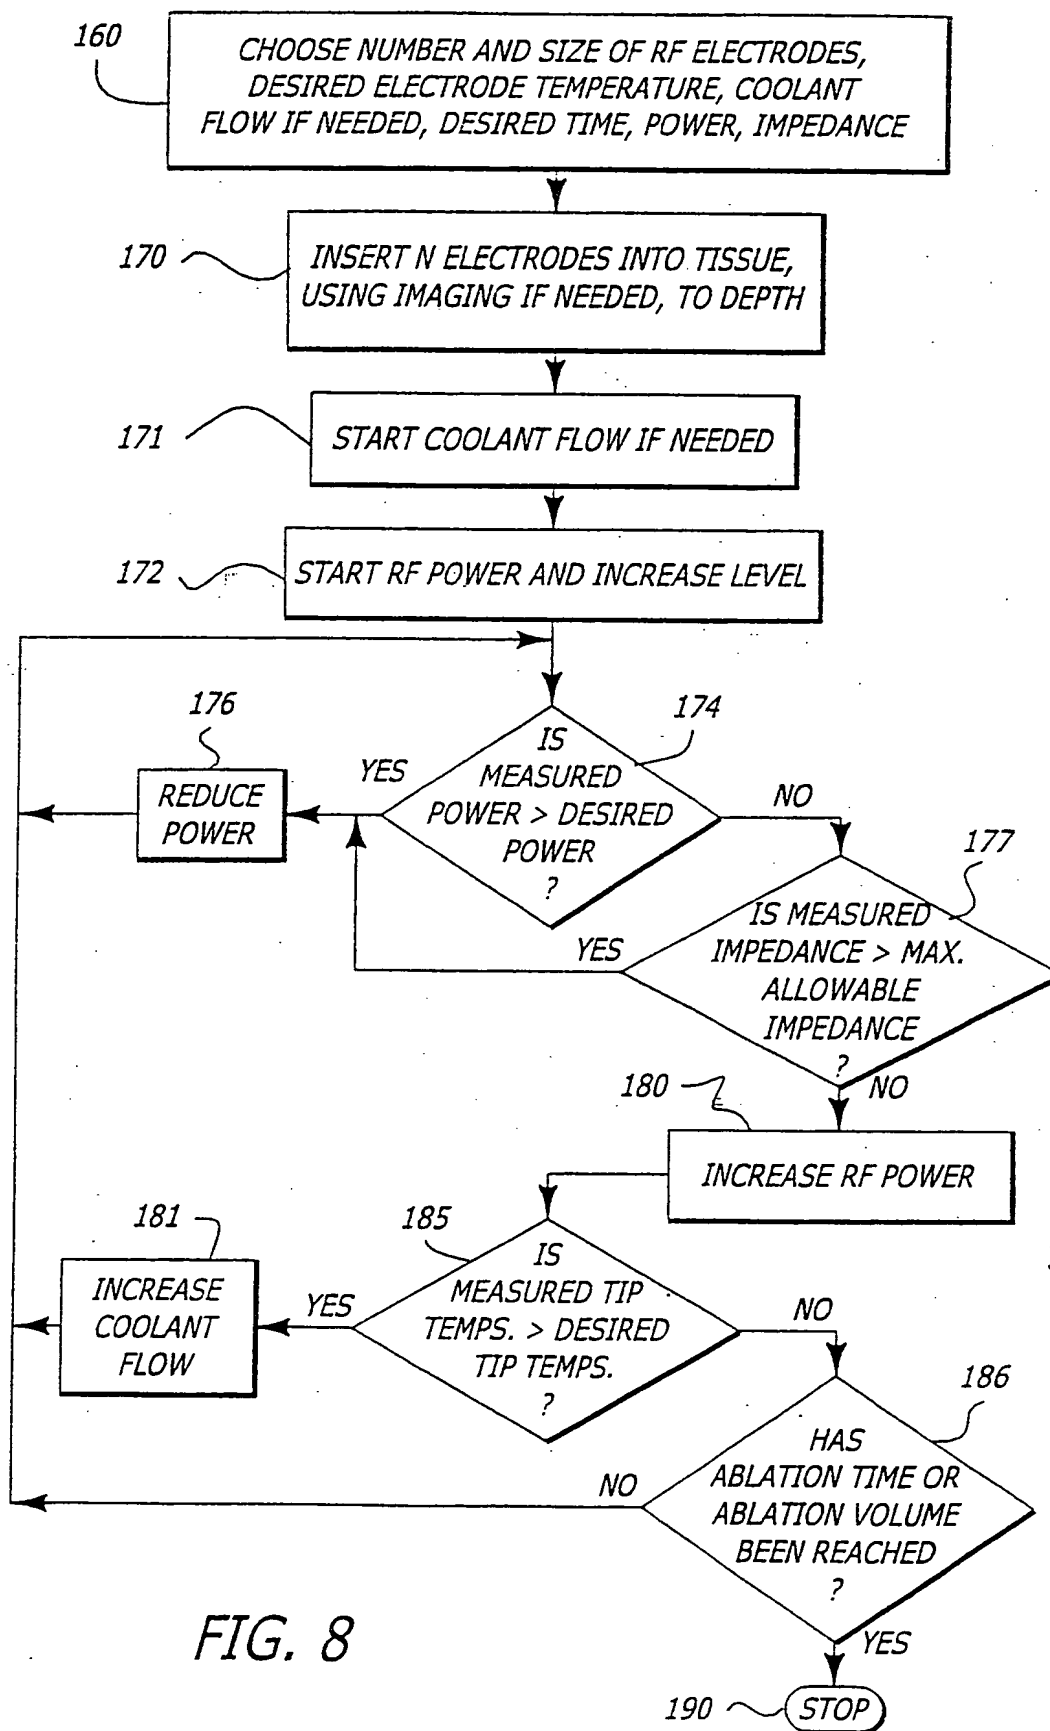 160
CHOOSE NUMBER AND SIZE OF RF ELECTRODES,
DESIRED ELECTRODE TEMPERATURE, COOLANT
FLOW IF NEEDED, DESIRED TIME, POWER, IMPEDANCE
170
INSERT N ELECTRODES INTO TISSUE,
USING IMAGING IF NEEDED, TO DEPTH
171
START COOLANT FLOW IF NEEDED
172
START RF POWER AND INCREASE LEVEL
176
REDUCE
POWER
YES
174
IS
MEASURED
POWER > DESIRED
POWER
?
NO
177
IS MEASURED
IMPEDANCE > MAX.
ALLOWABLE
IMPEDANCE
?
YES
NO
180
INCREASE RF POWER
181
INCREASE
COOLANT
FLOW
YES
185
IS
MEASURED TIP
TEMPS. > DESIRED
TIP TEMPS.
?
NO
186
HAS
ABLATION TIME OR
ABLATION VOLUME
BEEN REACHED
?
NO
YES
190
STOP
FIG. 8